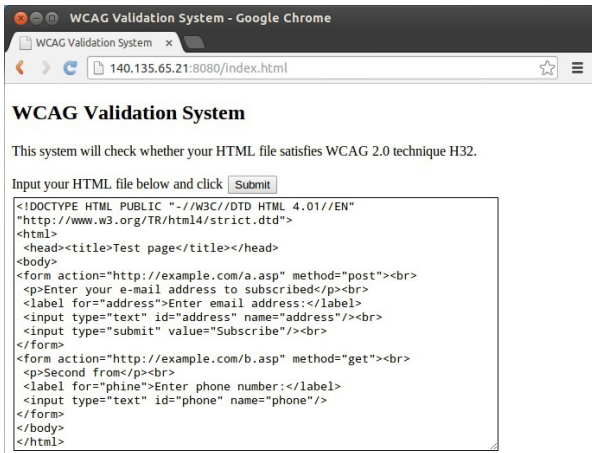 WCAG Validation System - Google Chrome
WCAG Validation System ×
140.135.65.21:8080/index.html
WCAG Validation System
This system will check whether your HTML file satisfies WCAG 2.0 technique H32.
Input your HTML file below and click Submit
<!DOCTYPE HTML PUBLIC "-//W3C//DTD HTML 4.01//EN"
"http://www.w3.org/TR/html4/strict.dtd">
<html>
 <head><title>Test page</title></head>
<body>
<form action="http://example.com/a.asp" method="post"><br>
 <p>Enter your e-mail address to subscribed</p><br>
 <label for="address">Enter email address:</label>
 <input type="text" id="address" name="address"/><br>
 <input type="submit" value="Subscribe"/><br>
</form>
<form action="http://example.com/b.asp" method="get"><br>
 <p>Second from</p><br>
 <label for="phine">Enter phone number:</label>
 <input type="text" id="phone" name="phone"/>
</form>
</body>
</html>